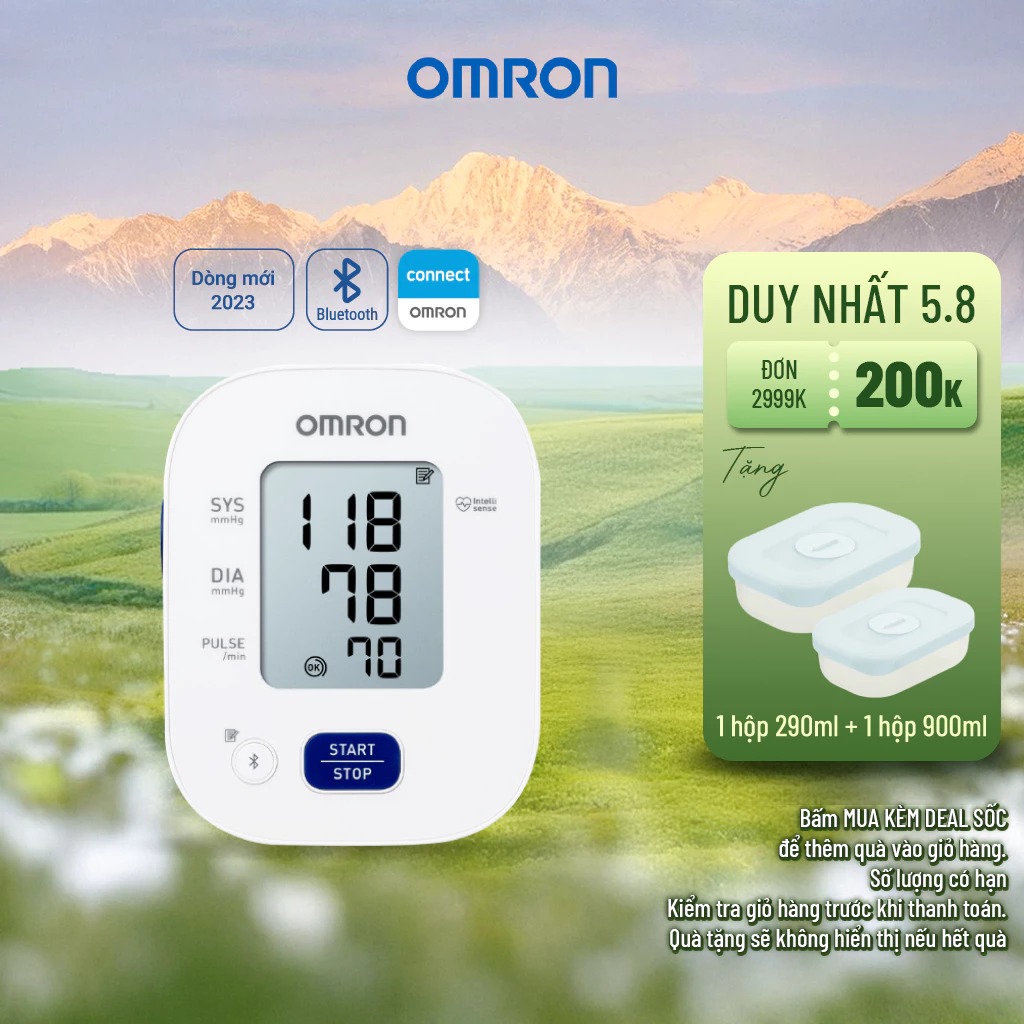 OMRON
Dòng mới
2023
Bluetooth
connect
OMRON
OMRON
SYS
mmHg
118
Intelli
sense
DIA
mmHg
78
PULSE
/min
OK
70
START
STOP
DUY NHẤT 5.8
ĐƠN
2999K
200K
Tặng
1 hộp 290ml + 1 hộp 900ml
Bấm MUA KÈM DEAL SỐC
để thêm quà vào giỏ hàng.
Số lượng có hạn
Kiểm tra giỏ hàng trước khi thanh toán.
Quà tặng sẽ không hiển thị nếu hết quà